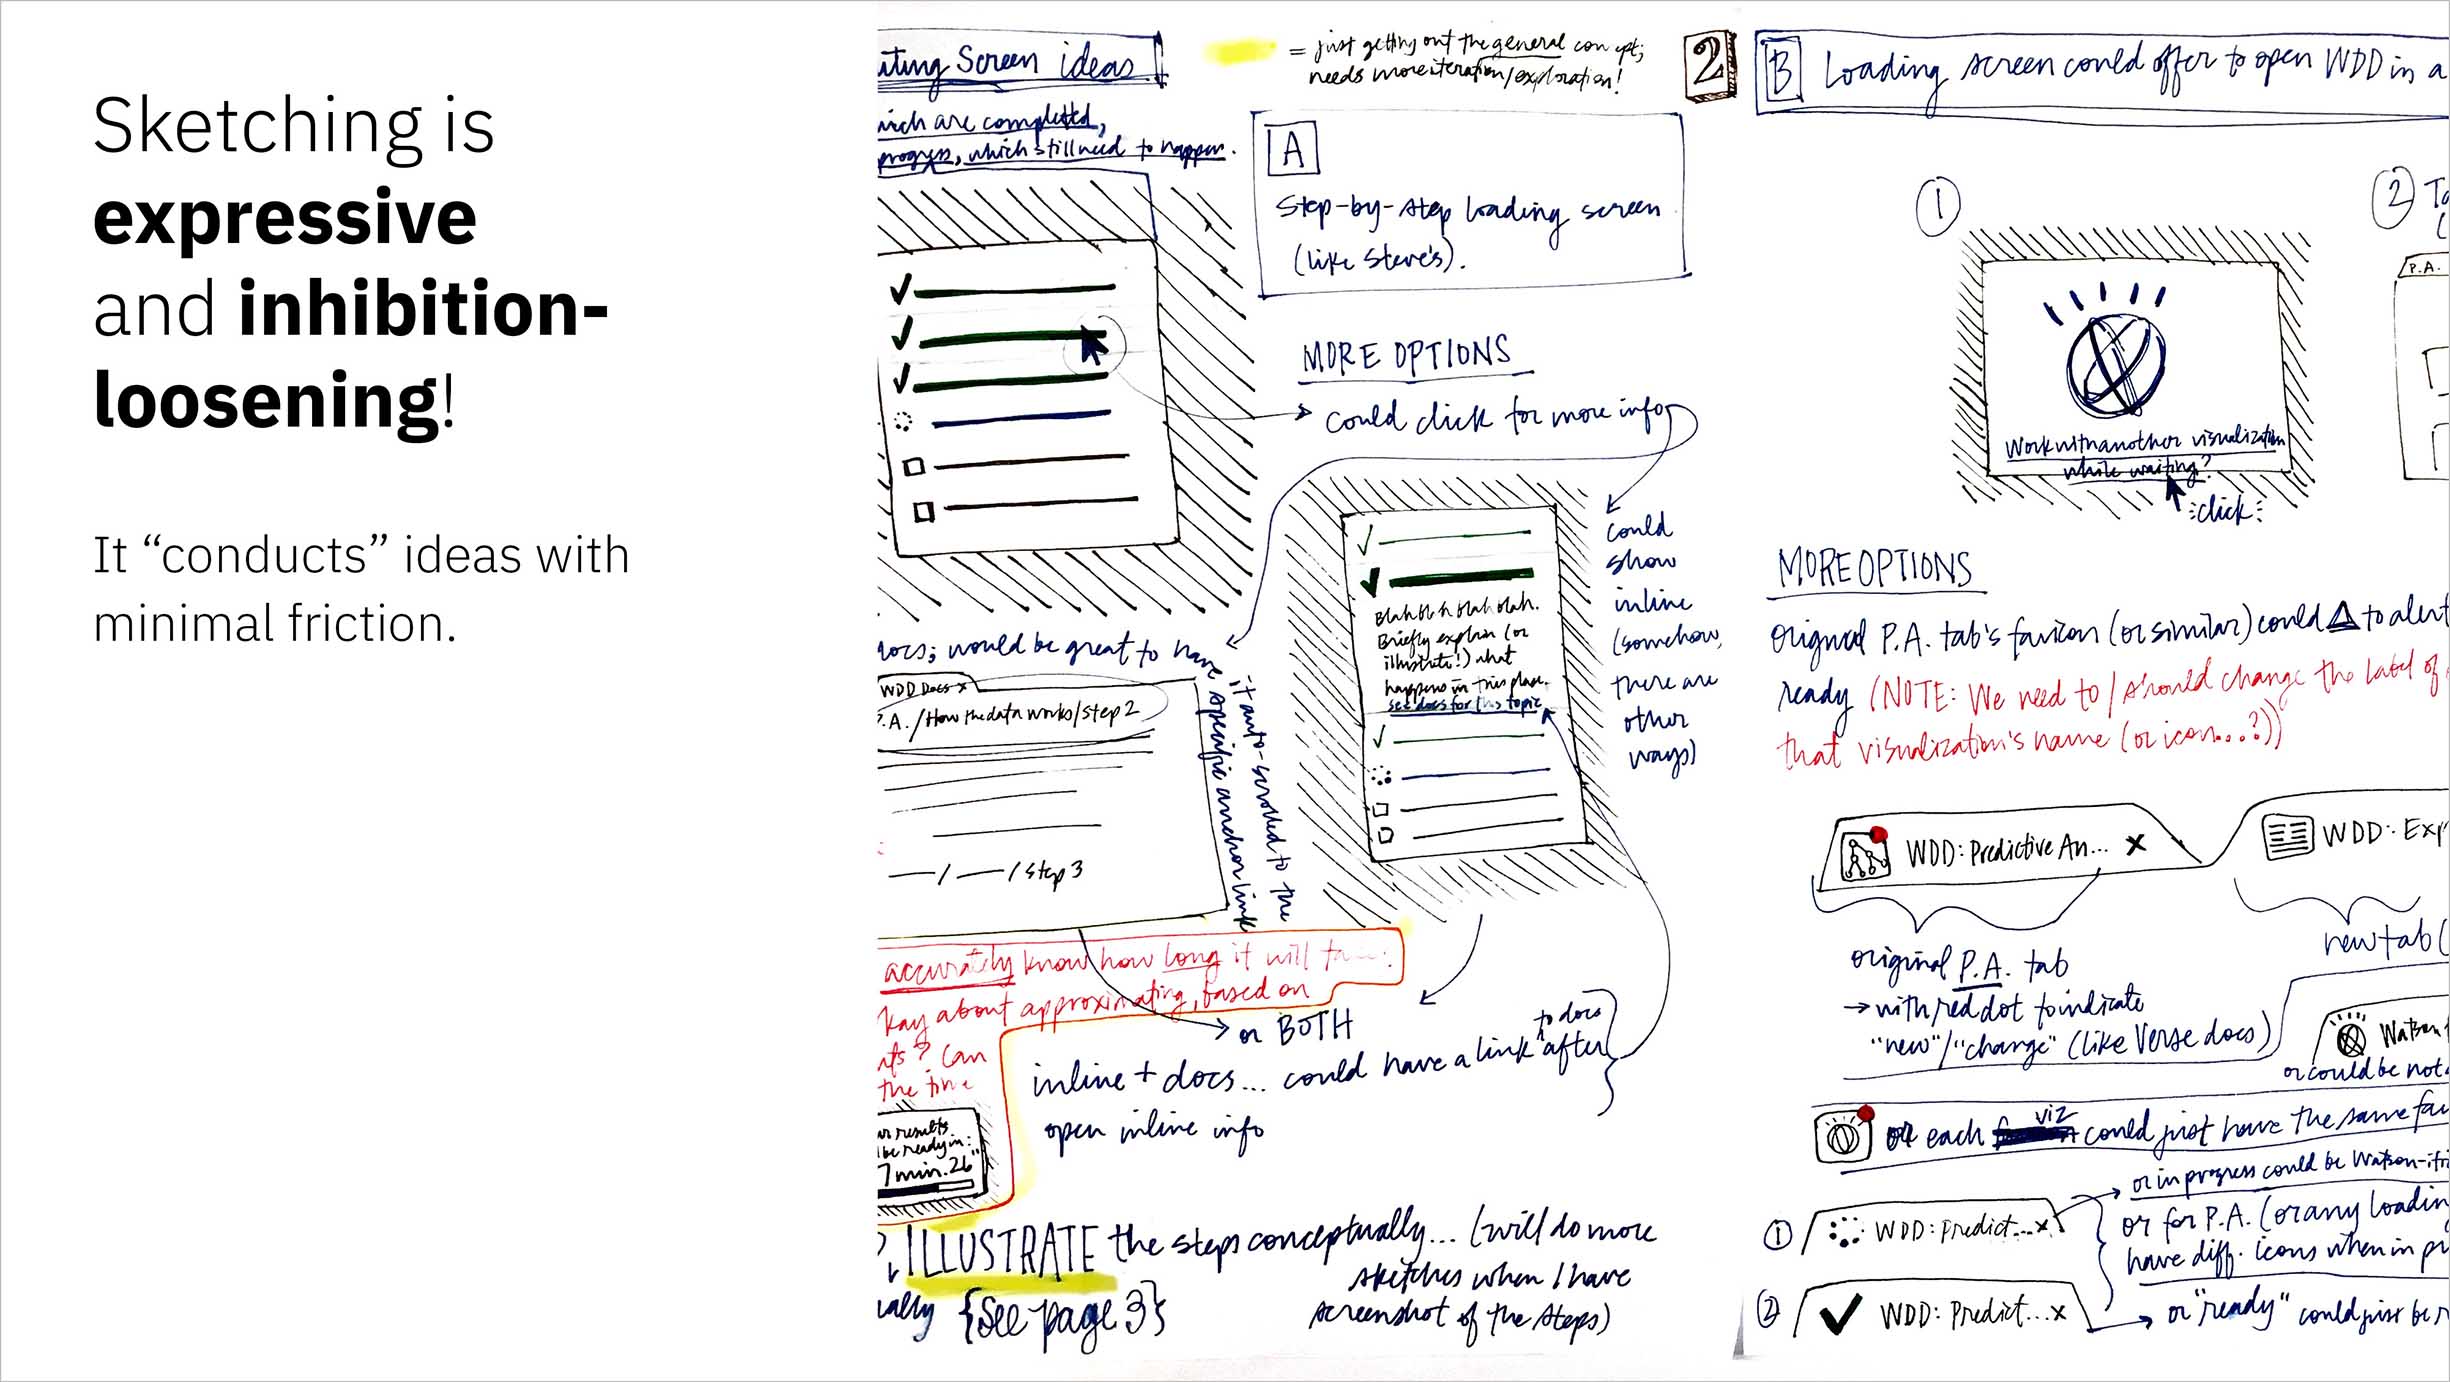 Sketching is
expressive
and inhibition-
loosening!
It “conducts” ideas with
minimal friction.
iting Screen ideas
= just getting out the general concept;
needs more iteration/exploration!
are completed,
progress, which still need to happen.
A
Step-by-step loading screen
(like Steve's).
MORE OPTIONS
could click for more info
could
show
inline
(somehow,
there are
other
ways)
Blah blah blah blah.
Briefly explain (or
illustrate!) what
happens in this place.
see docs for this topic
docs; would be great to have specific anchor link
it auto-scrolled to the
WDD Docs x
P.A./How the data works/step 2
/ / step 3
accurately know how long it will
kay about approximating, based on
? Can
the time
results
be ready in:
7 min. 26"
or BOTH
inline + docs... could have a link to docs after
open inline info
ILLUSTRATE the steps conceptually... (will do more
sketches when I have
screenshot of the steps)
{see page 3}
2
B Loading screen could offer to open WDD in a
1
2
P.A.
Work with another visualization
while waiting?
click
MORE OPTIONS
original P.A. tab's favicon (or similar) could △ to alert
ready (NOTE: We need to/should change the label of
that visualization's name (or icon...?))
WDD: Predictive An... x
WDD: Exp
original P.A. tab
→ with red dot to indicate
"new"/"change" (like Verse docs)
new tab (
Watson
or could be not
or each viz could just have the same fav
or in progress could be Watson-
1 WDD: Predict...x
or for P.A. (or any loading
have diff. icons when in pr
2 WDD: Predict...x
or "ready" could just be